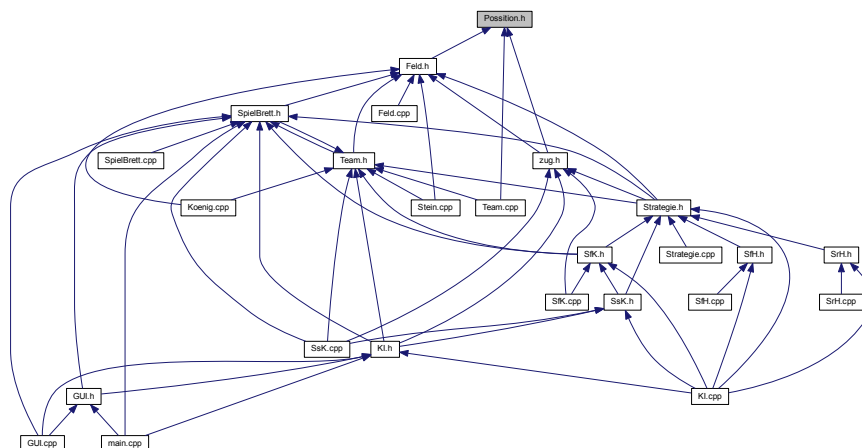 Possition.h
Feld.h
SpielBrett.h
Feld.cpp
SpielBrett.cpp
Team.h
zug.h
Koenig.cpp
Stein.cpp
Team.cpp
Strategie.h
SfK.h
Strategie.cpp
SfH.h
SrH.h
SfK.cpp
SsK.h
SfH.cpp
SrH.cpp
SsK.cpp
KI.h
GUI.h
KI.cpp
GUI.cpp
main.cpp